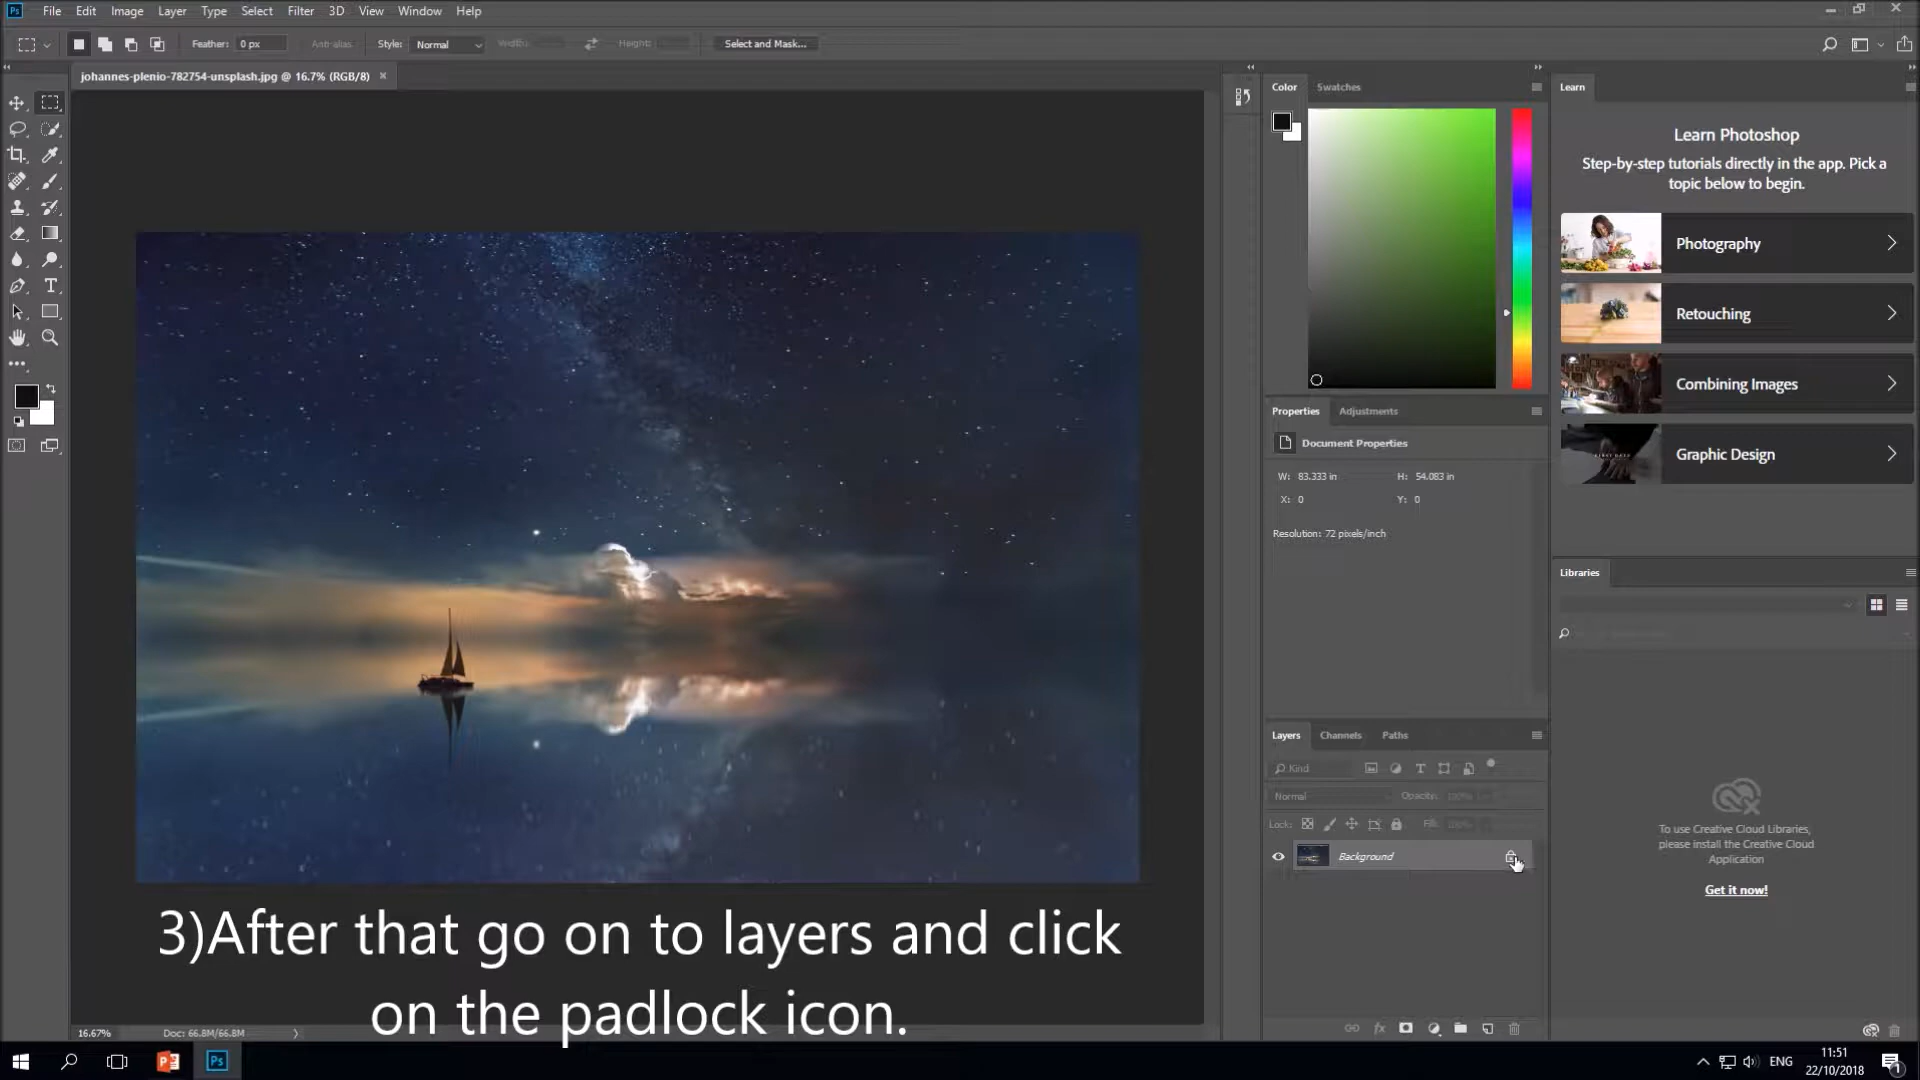 Ps File Edit Image Layer Type Select Filter 3D View Window Help
Feather: 0 px Anti-alias Style: Normal Width: Height: Select and Mask...
johannes-plenio-782754-unsplash.jpg @ 16.7% (RGB/8) ×
Color Swatches
Learn
Learn Photoshop
Step-by-step tutorials directly in the app. Pick a
topic below to begin.
Photography
Retouching
Combining Images
Graphic Design
Properties Adjustments
Document Properties
W: 83.333 in H: 54.083 in
X: 0 Y: 0
Resolution: 72 pixels/inch
Libraries
Layers Channels Paths
Kind
Normal Opacity: 100%
Lock: Fill: 100%
Background
To use Creative Cloud Libraries,
please install the Creative Cloud
Application
Get it now!
3)After that go on to layers and click
on the padlock icon.
16.67% Doc: 66.8M/66.8M
Ps
ENG
11:51
22/10/2018
1